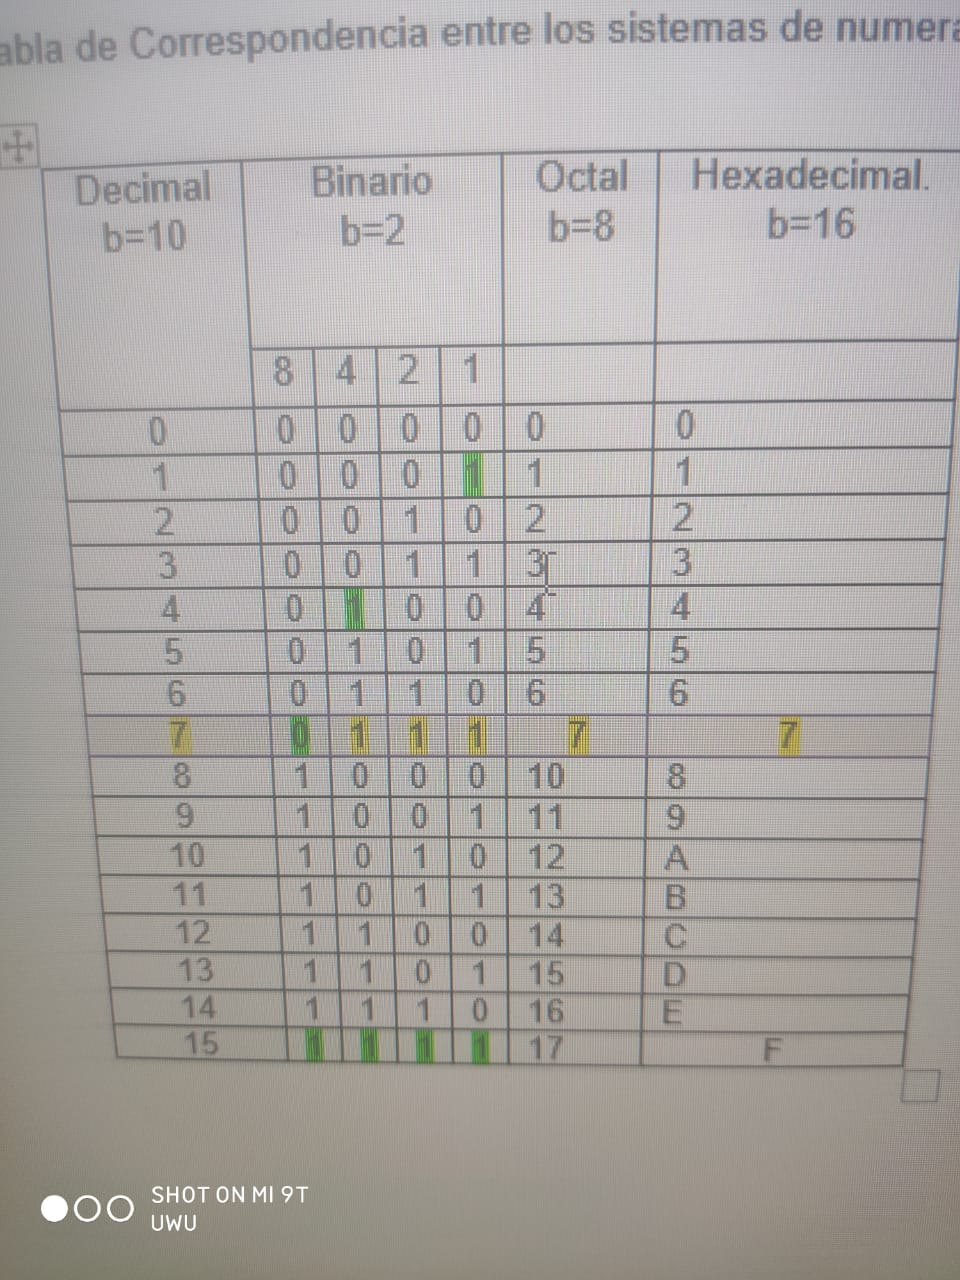 abla de Correspondencia entre los sistemas de numera
Decimal Binario Octal Hexadecimal.
b=10 b=2 b=8 b=16
8 4 2 1
0 0 0 0 0 0 0
1 0 0 0 1 1 1
2 0 0 1 0 2 2
3 0 0 1 1 3 3
4 0 1 0 0 4 4
5 0 1 0 1 5 5
6 0 1 1 0 6 6
7 0 1 1 1 7 7
8 1 0 0 0 10 8
9 1 0 0 1 11 9
10 1 0 1 0 12 A
11 1 0 1 1 13 B
12 1 1 0 0 14 C
13 1 1 0 1 15 D
14 1 1 1 0 16 E
15 1 1 1 1 17 F
SHOT ON MI 9T
UWU